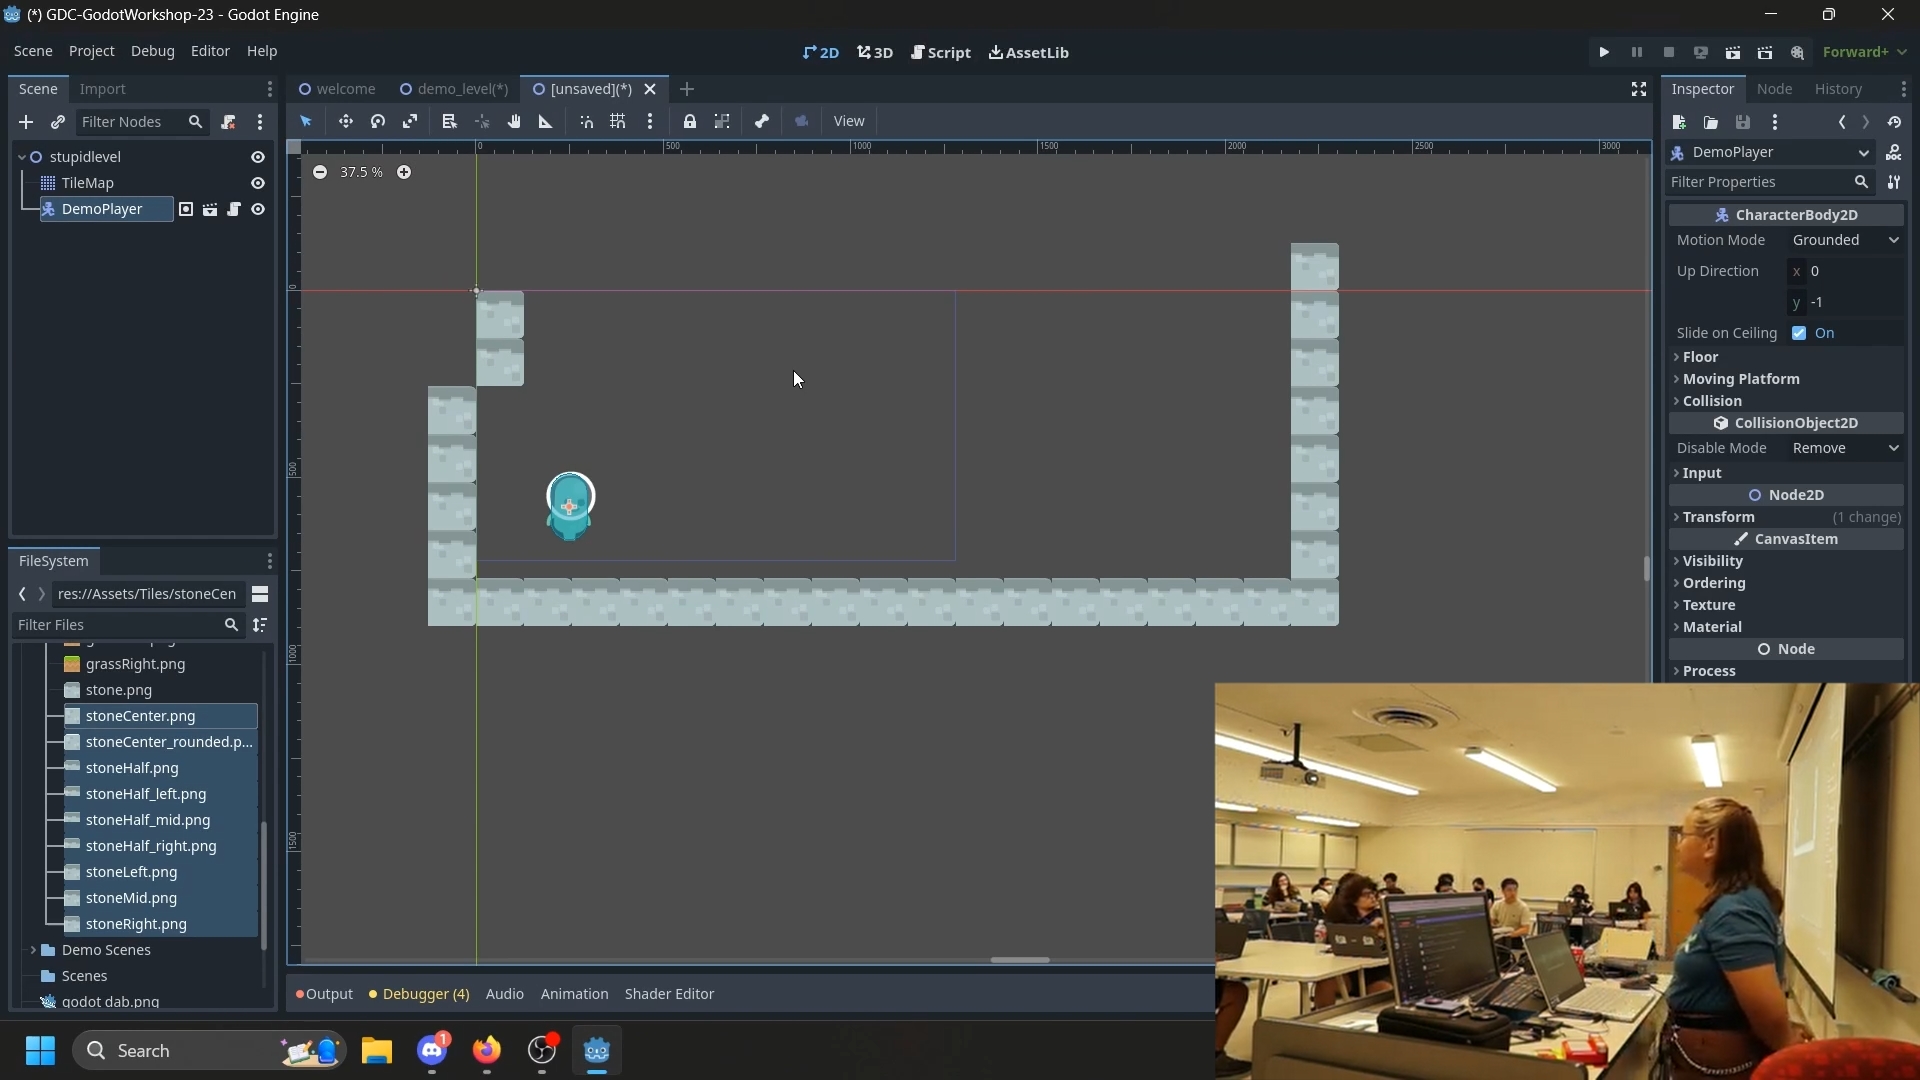 (*) GDC-GodotWorkshop-23 - Godot Engine
Scene Project Debug Editor Help
2D 3D Script AssetLib
Forward+
Scene Import
welcome demo_level(*) [unsaved](*)
Inspector Node History
Filter Nodes
View
stupidlevel
TileMap
DemoPlayer
37.5 %
0 500 1000 1500 2000 2500 3000
0
500
1000
1500
DemoPlayer
DOC
Filter Properties
CharacterBody2D
Motion Mode Grounded
Up Direction x 0
y -1
Slide on Ceiling On
Floor
Moving Platform
Collision
CollisionObject2D
Disable Mode Remove
Input
Node2D
Transform (1 change)
CanvasItem
Visibility
Ordering
Texture
Material
Node
Process
FileSystem
res://Assets/Tiles/stoneCen
Filter Files
grassRight.png
stone.png
stoneCenter.png
stoneCenter_rounded.p...
stoneHalf.png
stoneHalf_left.png
stoneHalf_mid.png
stoneHalf_right.png
stoneLeft.png
stoneMid.png
stoneRight.png
Demo Scenes
Scenes
godot dab.png
Output Debugger (4) Audio Animation Shader Editor
Search
1